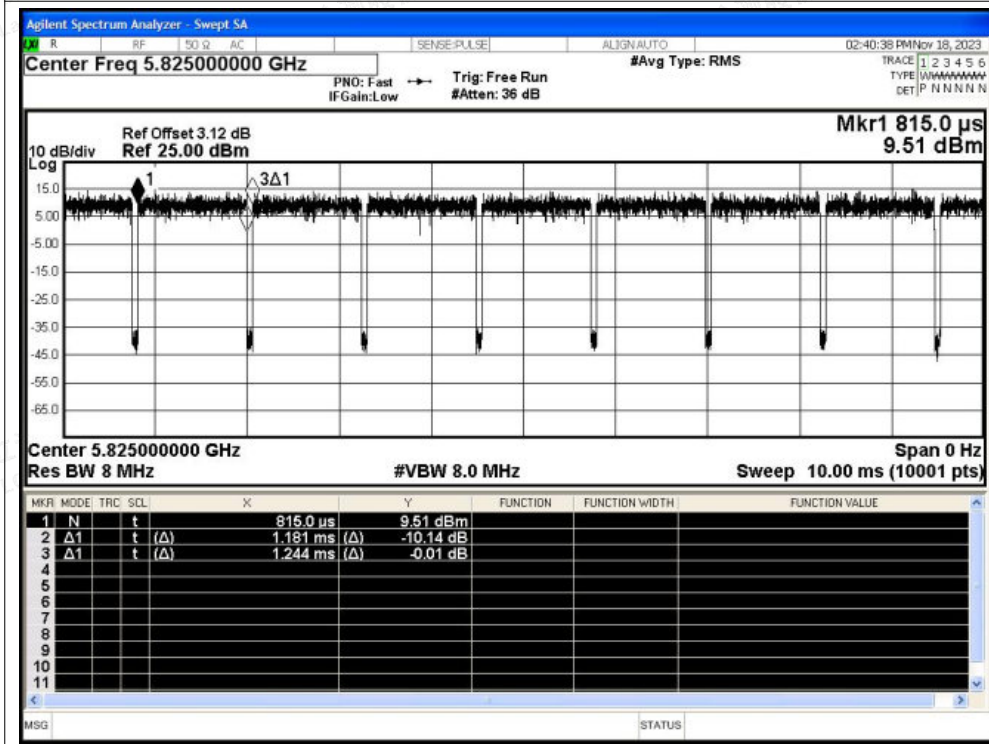 Agilent Spectrum Analyzer - Swept SA
LXI R RF 50 Ω AC SENSE:PULSE ALIGN AUTO 02:40:38 PM Nov 18, 2023
Center Freq 5.825000000 GHz #Avg Type: RMS TRACE 1 2 3 4 5 6
PNO: Fast Trig: Free Run TYPE WWWWWW
IFGain:Low #Atten: 36 dB DET P N N N N N
Mkr1 815.0 µs
Ref Offset 3.12 dB
10 dB/div Ref 25.00 dBm 9.51 dBm
Log
1 3Δ1
15.0
5.00
-5.00
-15.0
-25.0
-35.0
-45.0
-55.0
-65.0
Center 5.825000000 GHz Span 0 Hz
Res BW 8 MHz #VBW 8.0 MHz Sweep 10.00 ms (10001 pts)
MKR MODE TRC SCL X Y FUNCTION FUNCTION WIDTH FUNCTION VALUE
1 N t 815.0 µs 9.51 dBm
2 Δ1 t (Δ) 1.181 ms (Δ) -10.14 dB
3 Δ1 t (Δ) 1.244 ms (Δ) -0.01 dB
4
5
6
7
8
9
10
11
MSG STATUS